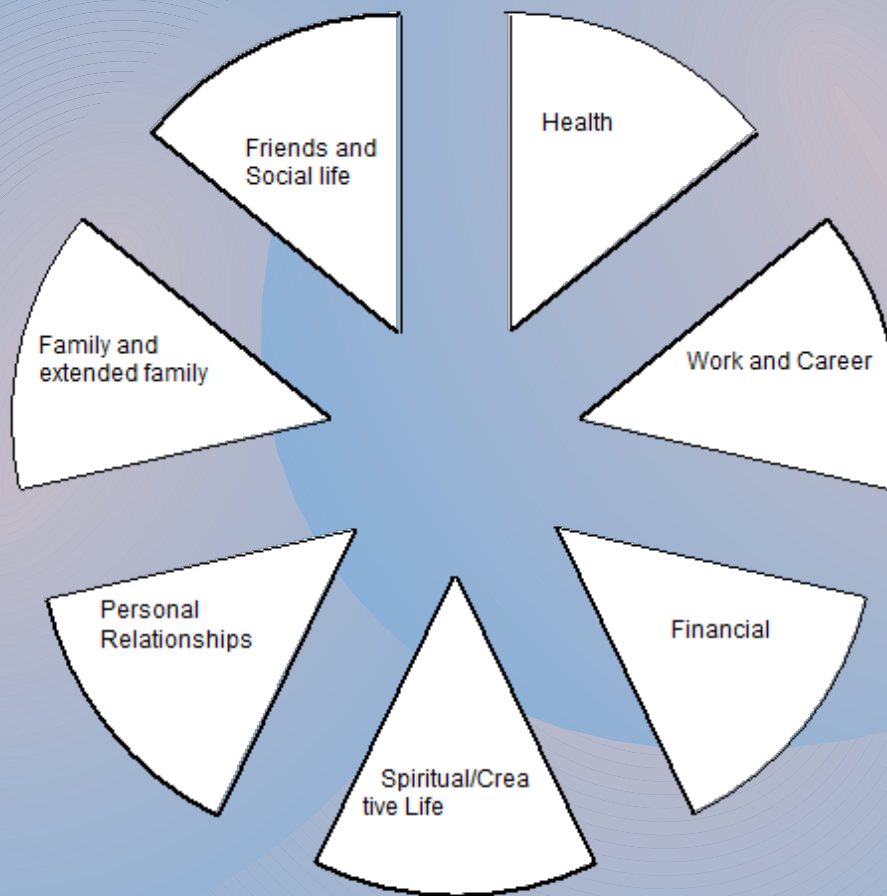 Health
Friends and
Social life
Family and
extended family
Work and Career
Personal
Relationships
Financial
Spiritual/Crea
tive Life